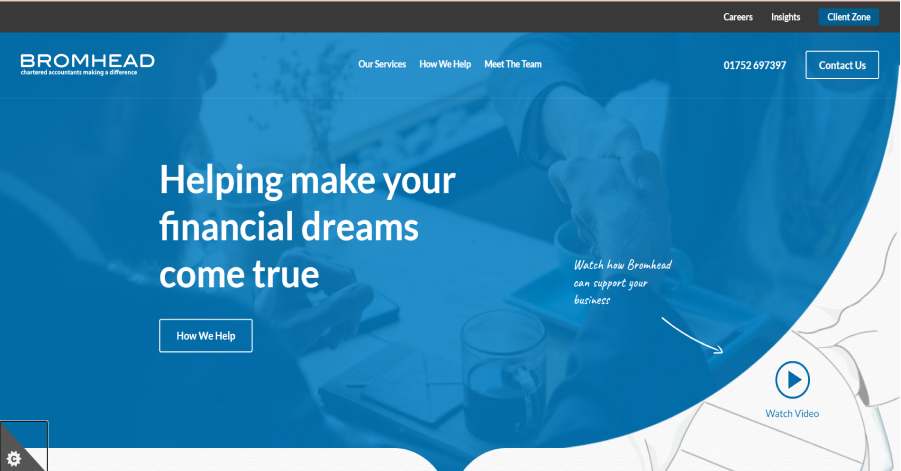 Careers Insights Client Zone
BROMHEAD
chartered accountants making a difference
Our Services How We Help Meet The Team
01752 697397 Contact Us
Helping make your
financial dreams
come true
How We Help
Watch how Bromhead
can support your
business
Watch Video